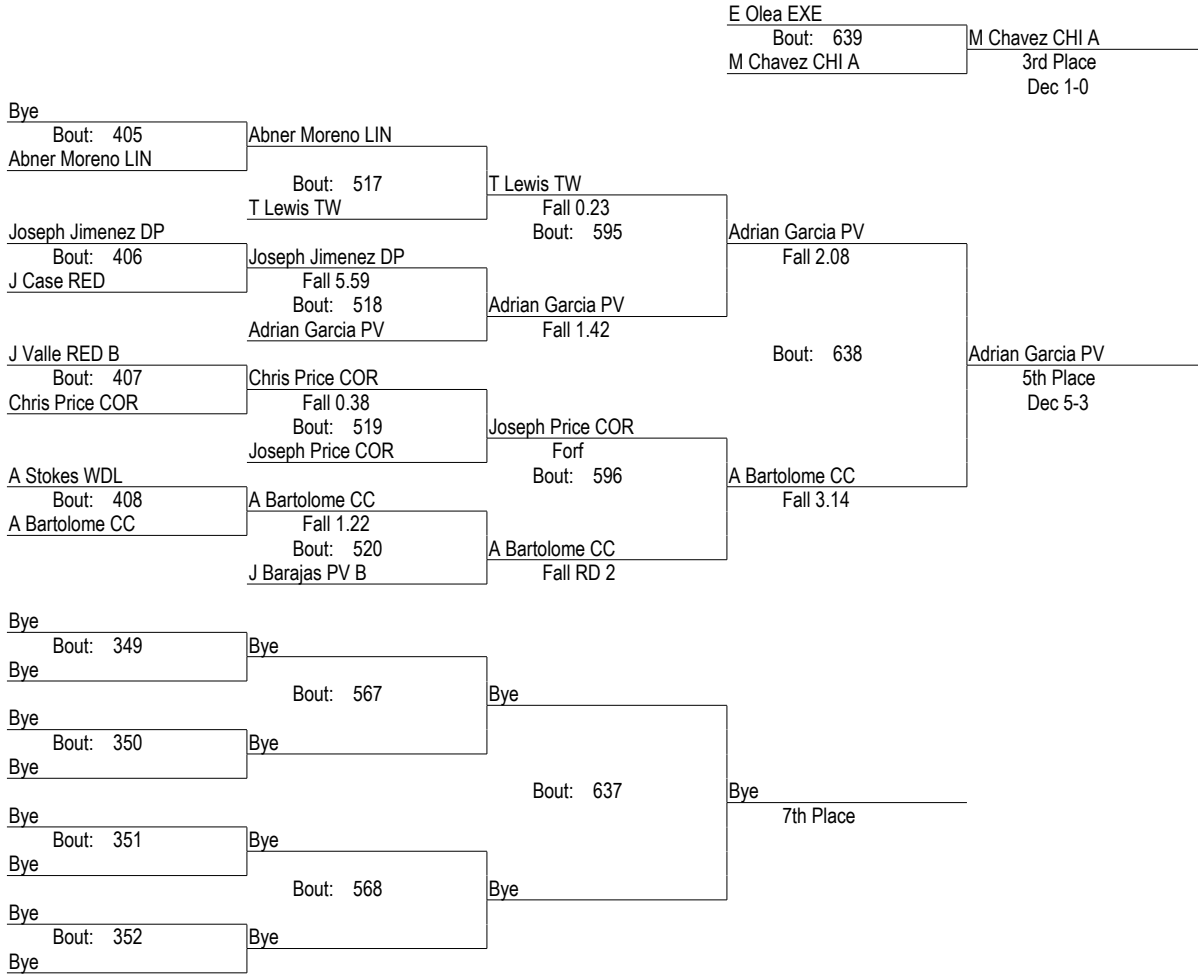 E Olea EXE
Bout: 639
M Chavez CHI A
M Chavez CHI A
3rd Place
Dec 1-0
Bye
Bout: 405
Abner Moreno LIN
Abner Moreno LIN
Bout: 517
T Lewis TW
T Lewis TW
Fall 0.23
Bout: 595
Joseph Jimenez DP
Bout: 406
J Case RED
Joseph Jimenez DP
Fall 5.59
Bout: 518
Adrian Garcia PV
Adrian Garcia PV
Fall 1.42
Adrian Garcia PV
Fall 2.08
J Valle RED B
Bout: 407
Chris Price COR
Chris Price COR
Fall 0.38
Bout: 519
Joseph Price COR
Joseph Price COR
Forf
Bout: 596
Bout: 638
Adrian Garcia PV
5th Place
Dec 5-3
A Stokes WDL
Bout: 408
A Bartolome CC
A Bartolome CC
Fall 1.22
Bout: 520
J Barajas PV B
A Bartolome CC
Fall RD 2
A Bartolome CC
Fall 3.14
Bye
Bout: 349
Bye
Bye
Bout: 567
Bye
Bye
Bout: 350
Bye
Bye
Bout: 637
Bye
7th Place
Bye
Bout: 351
Bye
Bye
Bout: 568
Bye
Bye
Bout: 352
Bye
Bye